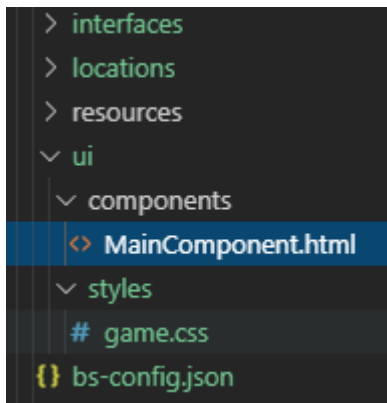 interfaces
locations
resources
ui
components
<> MainComponent.html
styles
# game.css
{} bs-config.json